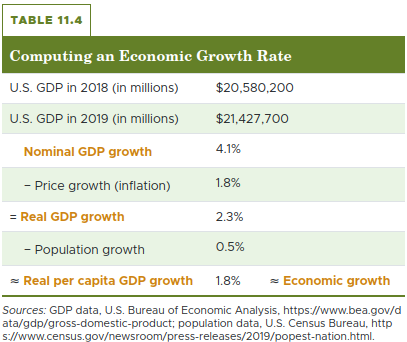 TABLE 11.4
Computing an Economic Growth Rate
U.S. GDP in 2018 (in millions) $20,580,200
U.S. GDP in 2019 (in millions) $21,427,700
Nominal GDP growth 4.1%
– Price growth (inflation) 1.8%
= Real GDP growth 2.3%
– Population growth 0.5%
≈ Real per capita GDP growth 1.8% ≈ Economic growth
Sources: GDP data, U.S. Bureau of Economic Analysis, https://www.bea.gov/d
ata/gdp/gross-domestic-product; population data, U.S. Census Bureau, http
s://www.census.gov/newsroom/press-releases/2019/popest-nation.html.